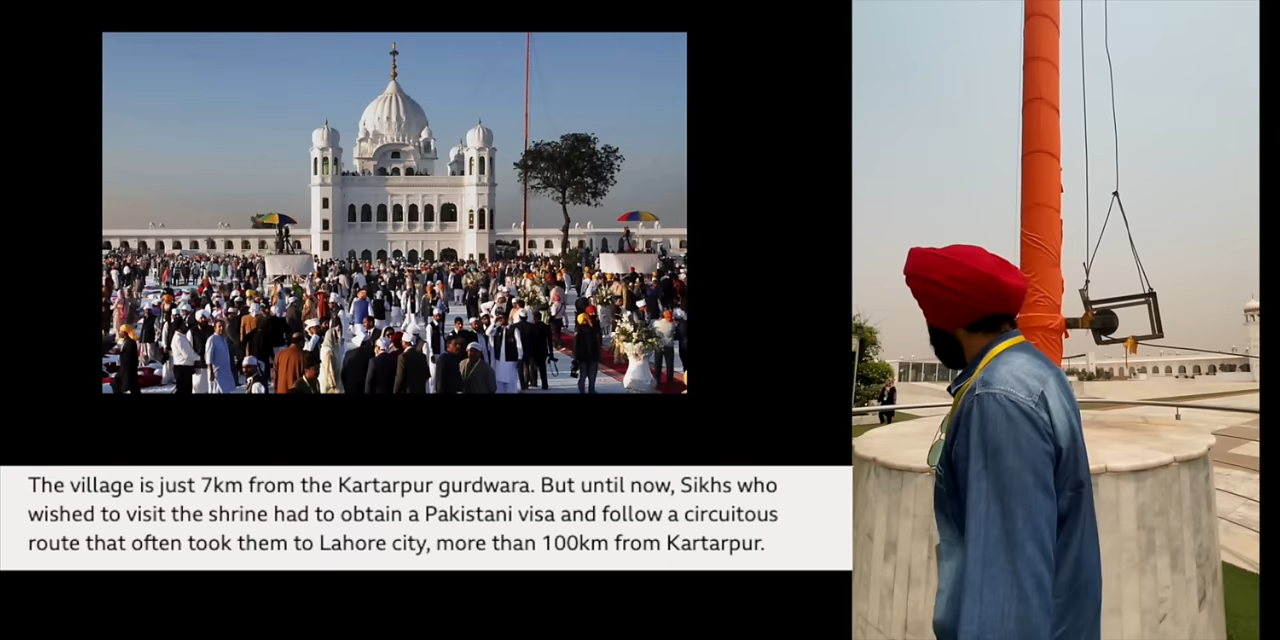 The village is just 7km from the Kartarpur gurdwara. But until now, Sikhs who
wished to visit the shrine had to obtain a Pakistani visa and follow a circuitous
route that often took them to Lahore city, more than 100km from Kartarpur.